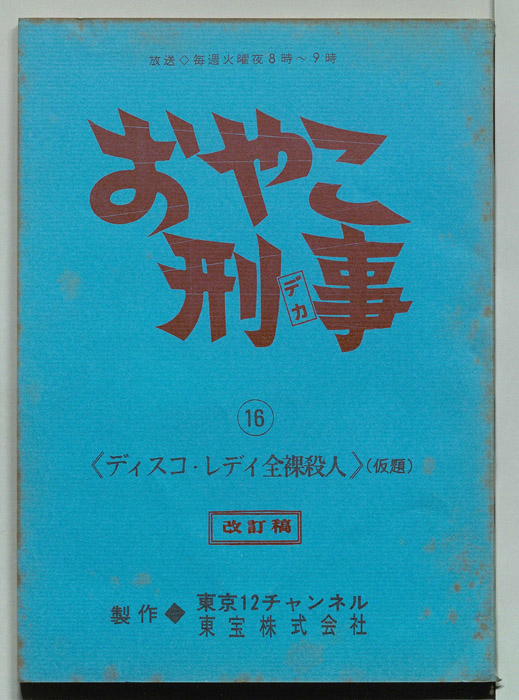 放送◇毎週火曜夜8時〜9時
おやこ
刑事
デカ
16
《ディスコ・レディ全裸殺人》(仮題)
改訂稿
製作◆東京12チャンネル
東宝株式会社